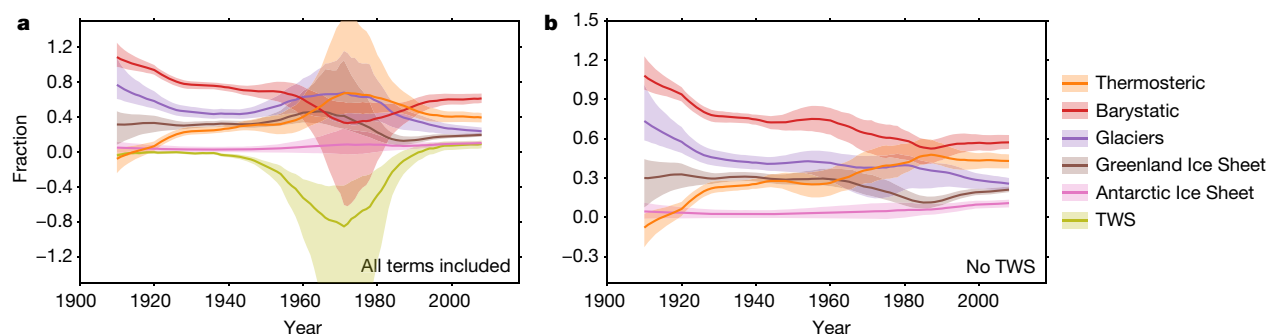 a
1.2
0.8
0.4
0.0
−0.4
−0.8
−1.2
Fraction
All terms included
1900 1920 1940 1960 1980 2000
Year
b
1.5
1.2
0.9
0.6
0.3
0.0
−0.3
No TWS
1900 1920 1940 1960 1980 2000
Year
Thermosteric
Barystatic
Glaciers
Greenland Ice Sheet
Antarctic Ice Sheet
TWS